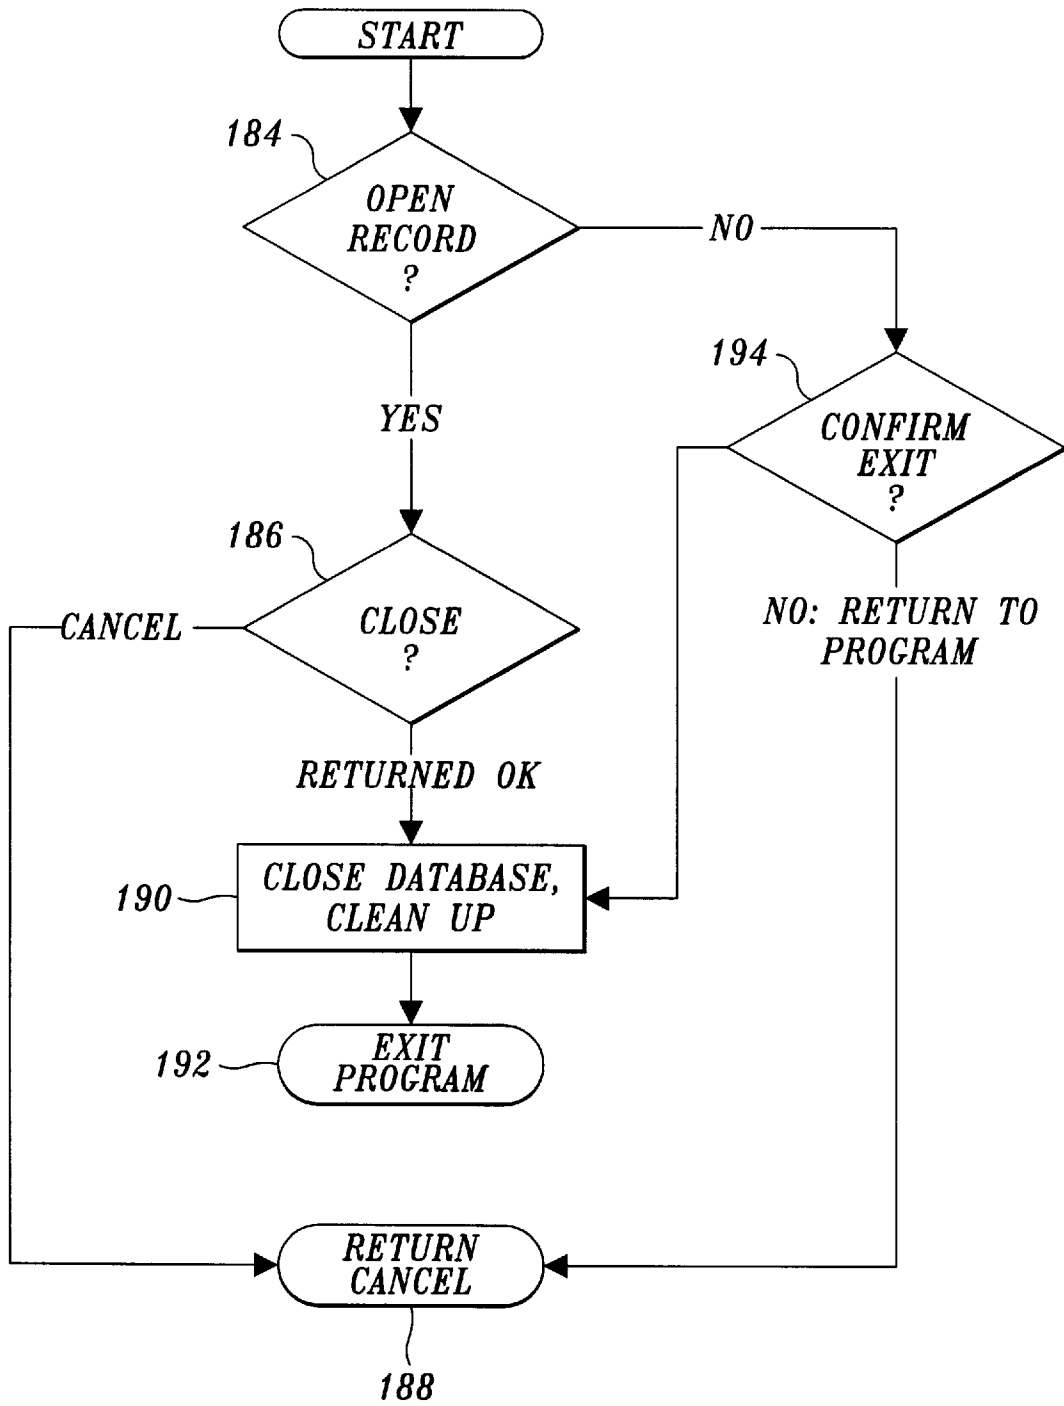 START
184
OPEN
RECORD
?
NO
194
CONFIRM
EXIT
?
YES
186
CLOSE
?
CANCEL
NO: RETURN TO
PROGRAM
RETURNED OK
190
CLOSE DATABASE,
CLEAN UP
192
EXIT
PROGRAM
RETURN
CANCEL
188